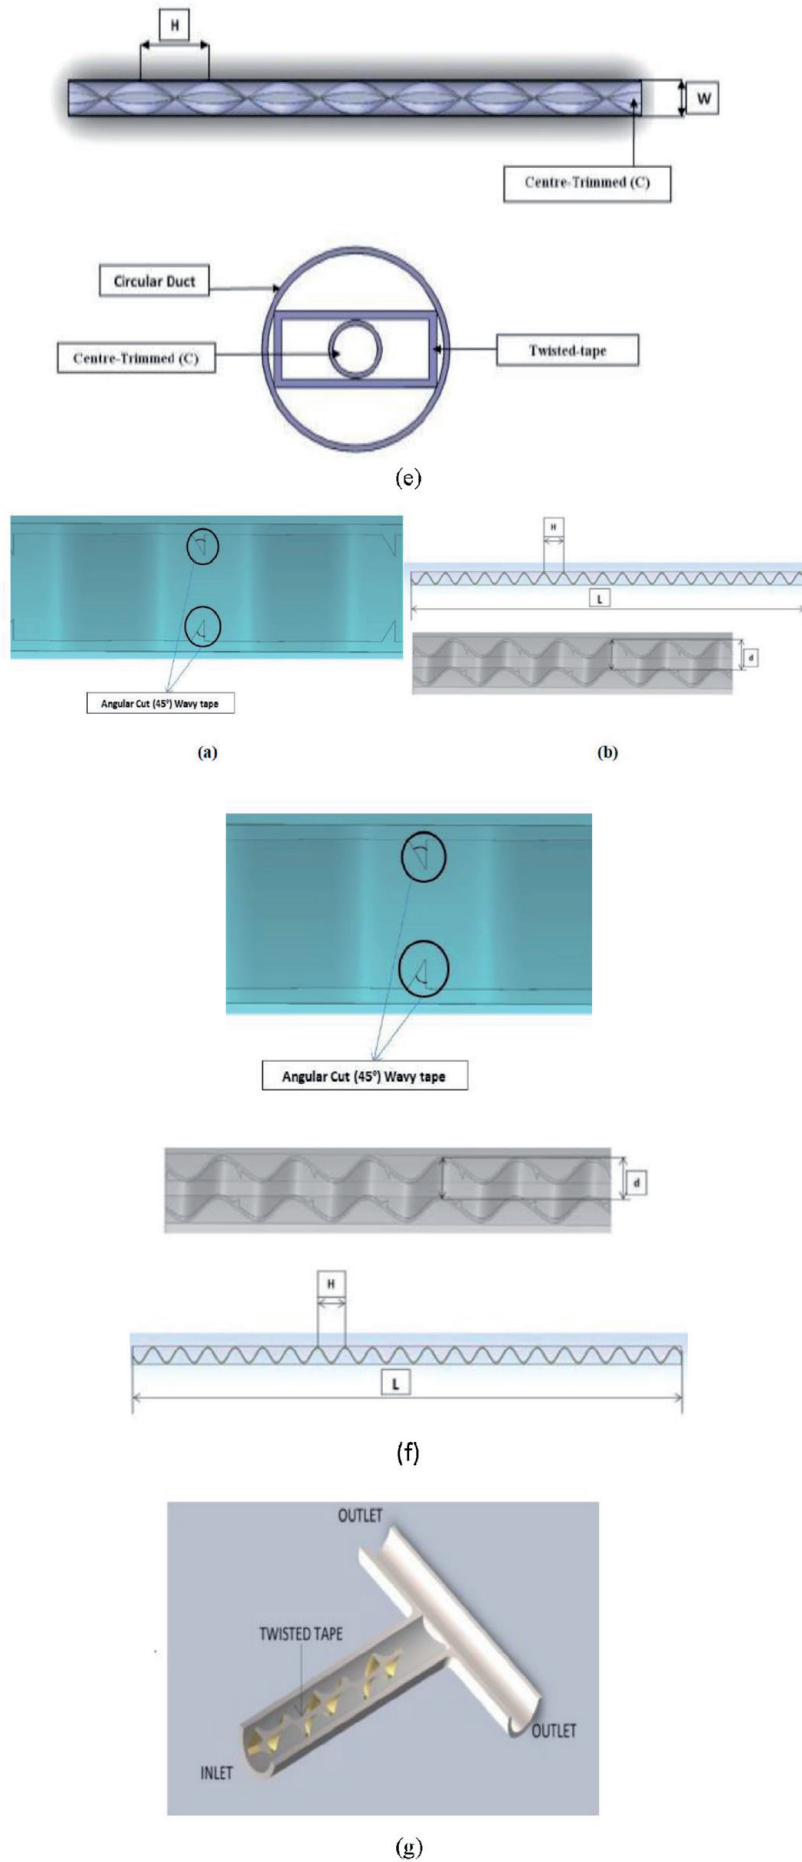 H
W
Centre-Trimmed (C)
Circular Duct
Centre-Trimmed (C)
Twisted-tape
(e)
H
L
d
Angular Cut (45°) Wavy tape
(a)
(b)
Angular Cut (45°) Wavy tape
d
H
L
(f)
OUTLET
TWISTED TAPE
OUTLET
INLET
(g)